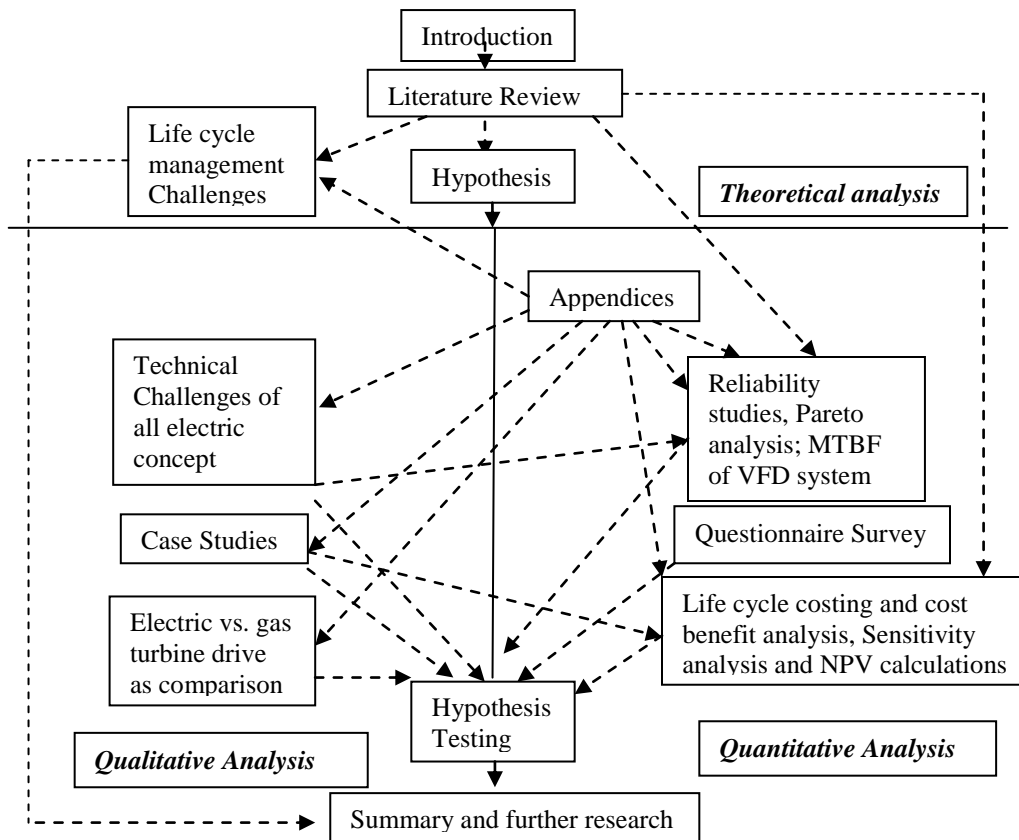 Introduction
Literature Review
Life cycle
management
Challenges
Hypothesis
Theoretical analysis
Appendices
Technical
Challenges of
all electric
concept
Reliability
studies, Pareto
analysis; MTBF
of VFD system
Case Studies
Questionnaire Survey
Electric vs. gas
turbine drive
as comparison
Life cycle costing and cost
benefit analysis, Sensitivity
analysis and NPV calculations
Hypothesis
Testing
Qualitative Analysis
Quantitative Analysis
Summary and further research